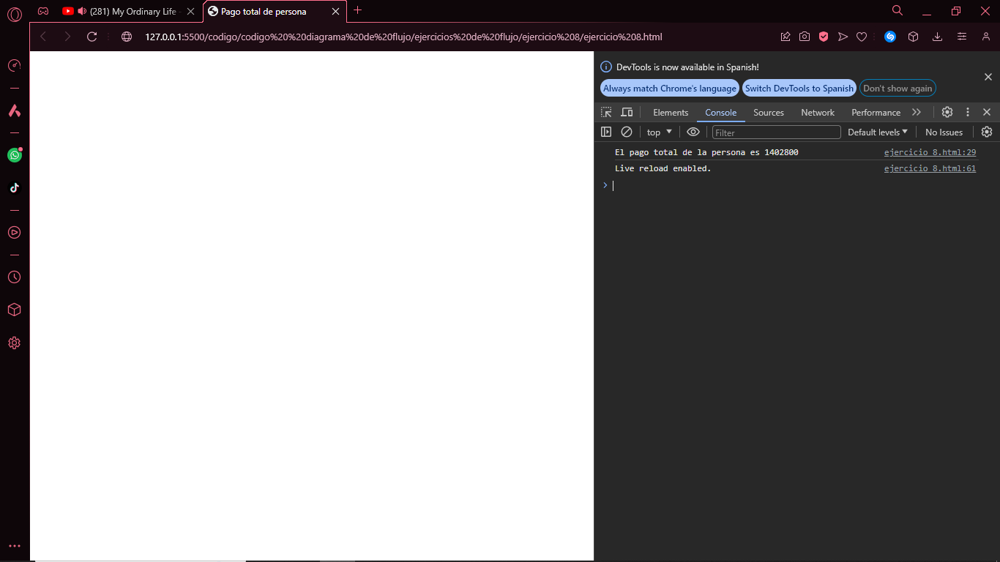 (281) My Ordinary Life -
Pago total de persona
127.0.0.1:5500/codigo/codigo%20%20diagrama%20de%20flujo/ejercicios%20de%20flujo/ejercicio%208/ejercicio%208.html
DevTools is now available in Spanish!
Always match Chrome's language
Switch DevTools to Spanish
Don't show again
Elements
Console
Sources
Network
Performance
top
Filter
Default levels
No Issues
El pago total de la persona es 1402800
ejercicio 8.html:29
Live reload enabled.
ejercicio 8.html:61